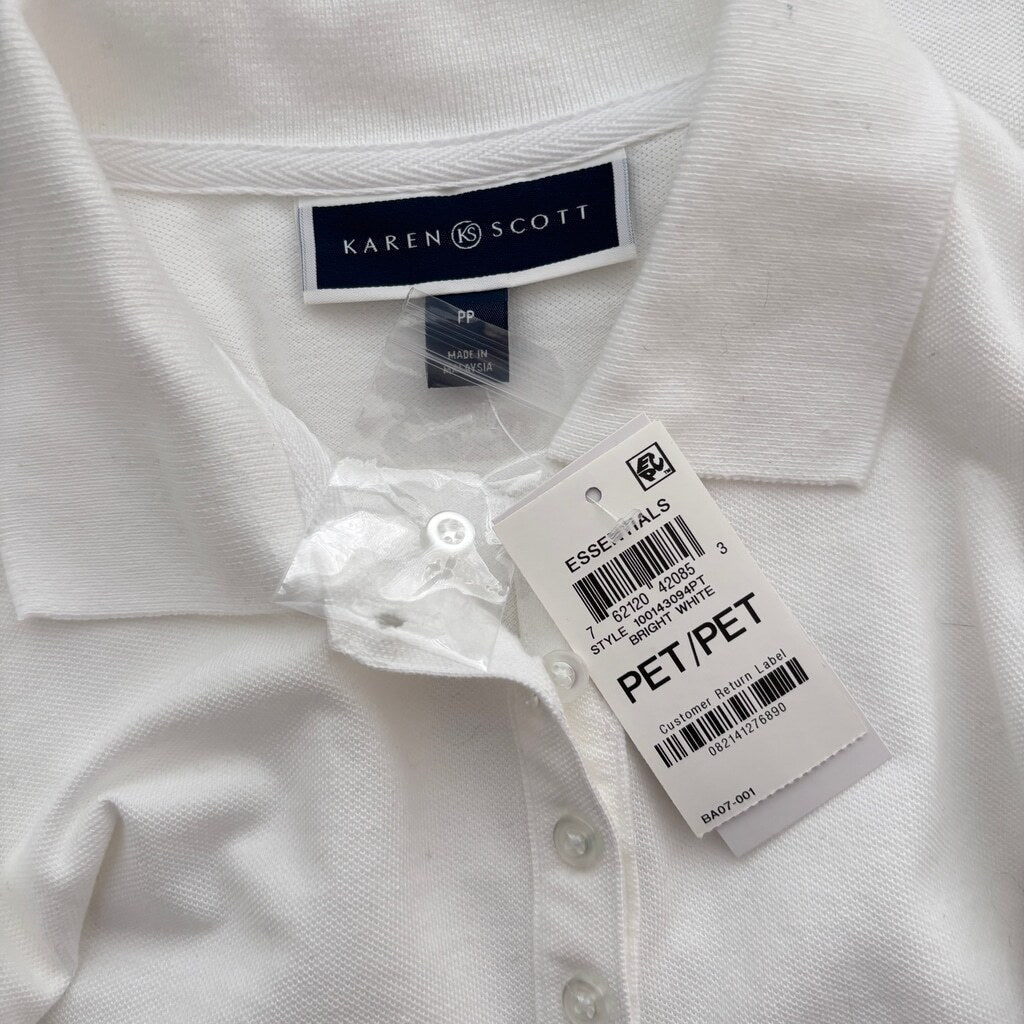 KAREN KS SCOTT
PP
MADE IN
MALAYSIA
ESSENTIALS
7 62120 42085 3
STYLE 100143094PT
BRIGHT WHITE
PET/PET
Customer Return Label
082141276890
BA07-001